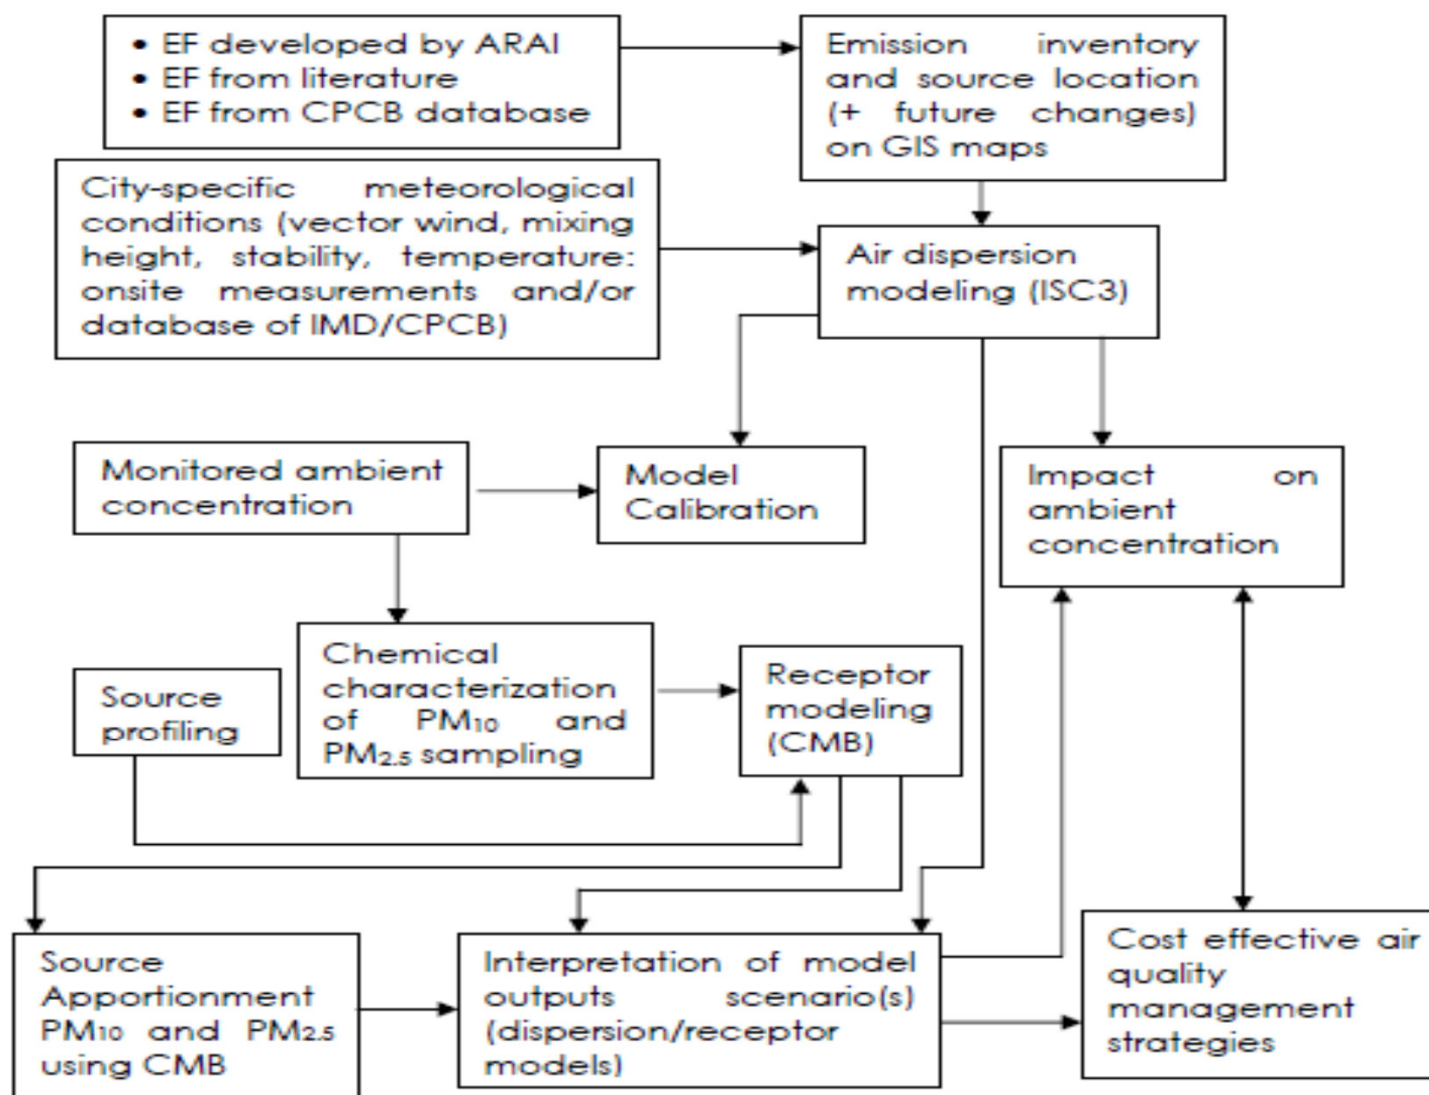 • EF developed by ARAI
• EF from literature
• EF from CPCB database
Emission inventory
and source location
(+ future changes)
on GIS maps
City-specific meteorological
conditions (vector wind, mixing
height, stability, temperature:
onsite measurements and/or
database of IMD/CPCB)
Air dispersion
modeling (ISC3)
Monitored ambient
concentration
Model
Calibration
Impact on
ambient
concentration
Source
profiling
Chemical
characterization
of PM₁₀ and
PM₂.₅ sampling
Receptor
modeling
(CMB)
Source
Apportionment
PM₁₀ and PM₂.₅
using CMB
Interpretation of model
outputs scenario(s)
(dispersion/receptor
models)
Cost effective air
quality
management
strategies